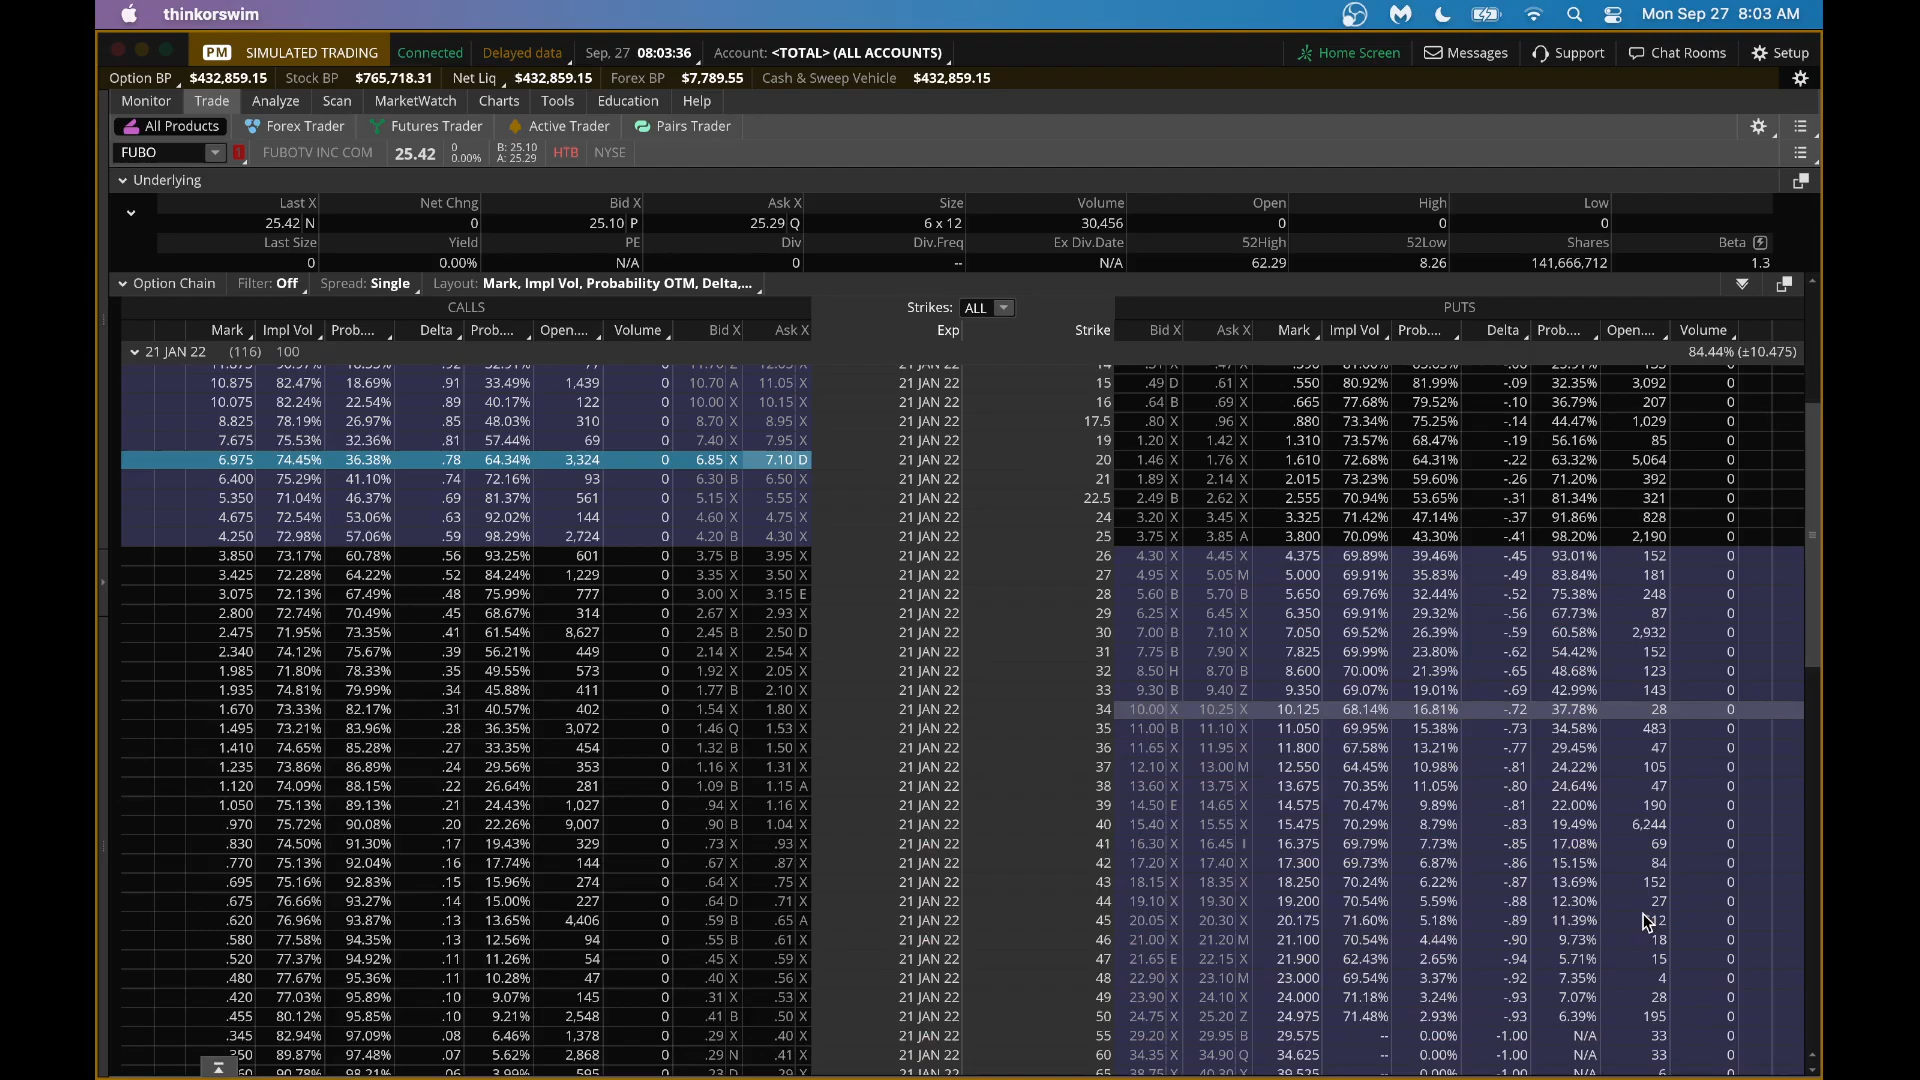 thinkorswim Mon Sep 27 8:03 AM
PM SIMULATED TRADING Connected Delayed data Sep, 27 08:03:36 Account: <TOTAL> (ALL ACCOUNTS) Home Screen Messages Support Chat Rooms Setup
Option BP $432,859.15 Stock BP $765,718.31 Net Liq $432,859.15 Forex BP $7,789.55 Cash & Sweep Vehicle $432,859.15
Monitor Trade Analyze Scan MarketWatch Charts Tools Education Help
All Products Forex Trader Futures Trader Active Trader Pairs Trader
FUBO FUBOTV INC COM 25.42 0 0.00% B: 25.10 A: 25.29 HTB NYSE
Underlying
Last X Net Chng Bid X Ask X Size Volume Open High Low
25.42 N 0 25.10 P 25.29 Q 6 x 12 30,456 0 0 0
Last Size Yield PE Div Div.Freq Ex Div.Date 52High 52Low Shares Beta
0 0.00% N/A 0 -- N/A 62.29 8.26 141,666,712 1.3
Option Chain Filter: Off Spread: Single Layout: Mark, Impl Vol, Probability OTM, Delta,...
CALLS Strikes: ALL PUTS
Mark Impl Vol Prob.... Delta Prob.... Open.... Volume Bid X Ask X Exp Strike Bid X Ask X Mark Impl Vol Prob.... Delta Prob.... Open.... Volume
21 JAN 22 (116) 100 84.44% (±10.475)
10.875 82.47% 18.69% .91 33.49% 1,439 0 10.70 A 11.05 X 21 JAN 22 15 .49 D .61 X .550 80.92% 81.99% -.09 32.35% 3,092 0
10.075 82.24% 22.54% .89 40.17% 122 0 10.00 X 10.15 X 21 JAN 22 16 .64 B .69 X .665 77.68% 79.52% -.10 36.79% 207 0
8.825 78.19% 26.97% .85 48.03% 310 0 8.70 X 8.95 X 21 JAN 22 17.5 .80 X .96 X .880 73.34% 75.25% -.14 44.47% 1,029 0
7.675 75.53% 32.36% .81 57.44% 69 0 7.40 X 7.95 X 21 JAN 22 19 1.20 X 1.42 X 1.310 73.57% 68.47% -.19 56.16% 85 0
6.975 74.45% 36.38% .78 64.34% 3,324 0 6.85 X 7.10 D 21 JAN 22 20 1.46 X 1.76 X 1.610 72.68% 64.31% -.22 63.32% 5,064 0
6.400 75.29% 41.10% .74 72.16% 93 0 6.30 B 6.50 X 21 JAN 22 21 1.89 X 2.14 X 2.015 73.23% 59.60% -.26 71.20% 392 0
5.350 71.04% 46.37% .69 81.37% 561 0 5.15 X 5.55 X 21 JAN 22 22.5 2.49 B 2.62 X 2.555 70.94% 53.65% -.31 81.34% 321 0
4.675 72.54% 53.06% .63 92.02% 144 0 4.60 X 4.75 X 21 JAN 22 24 3.20 X 3.45 X 3.325 71.42% 47.14% -.37 91.86% 828 0
4.250 72.98% 57.06% .59 98.29% 2,724 0 4.20 B 4.30 X 21 JAN 22 25 3.75 X 3.85 A 3.800 70.09% 43.30% -.41 98.20% 2,190 0
3.850 73.17% 60.78% .56 93.25% 601 0 3.75 B 3.95 X 21 JAN 22 26 4.30 X 4.45 X 4.375 69.89% 39.46% -.45 93.01% 152 0
3.425 72.28% 64.22% .52 84.24% 1,229 0 3.35 X 3.50 X 21 JAN 22 27 4.95 X 5.05 M 5.000 69.91% 35.83% -.49 83.84% 181 0
3.075 72.13% 67.49% .48 75.99% 777 0 3.00 X 3.15 E 21 JAN 22 28 5.60 B 5.70 B 5.650 69.76% 32.44% -.52 75.38% 248 0
2.800 72.74% 70.49% .45 68.67% 314 0 2.67 X 2.93 X 21 JAN 22 29 6.25 X 6.45 X 6.350 69.91% 29.32% -.56 67.73% 87 0
2.475 71.95% 73.35% .41 61.54% 8,627 0 2.45 B 2.50 D 21 JAN 22 30 7.00 B 7.10 X 7.050 69.52% 26.39% -.59 60.58% 2,932 0
2.340 74.12% 75.67% .39 56.21% 449 0 2.14 X 2.54 X 21 JAN 22 31 7.75 B 7.90 X 7.825 69.99% 23.80% -.62 54.42% 152 0
1.985 71.80% 78.33% .35 49.55% 573 0 1.92 X 2.05 X 21 JAN 22 32 8.50 H 8.70 B 8.600 70.00% 21.39% -.65 48.68% 123 0
1.935 74.81% 79.99% .34 45.88% 411 0 1.77 B 2.10 X 21 JAN 22 33 9.30 B 9.40 Z 9.350 69.07% 19.01% -.69 42.99% 143 0
1.670 73.33% 82.17% .31 40.57% 402 0 1.54 X 1.80 X 21 JAN 22 34 10.00 X 10.25 X 10.125 68.14% 16.81% -.72 37.78% 28 0
1.495 73.21% 83.96% .28 36.35% 3,072 0 1.46 Q 1.53 X 21 JAN 22 35 11.00 B 11.10 X 11.050 69.95% 15.38% -.73 34.58% 483 0
1.410 74.65% 85.28% .27 33.35% 454 0 1.32 B 1.50 X 21 JAN 22 36 11.65 X 11.95 X 11.800 67.58% 13.21% -.77 29.45% 47 0
1.235 73.86% 86.89% .24 29.56% 353 0 1.16 X 1.31 X 21 JAN 22 37 12.10 X 13.00 M 12.550 64.45% 10.98% -.81 24.22% 105 0
1.120 74.09% 88.15% .22 26.64% 281 0 1.09 B 1.15 A 21 JAN 22 38 13.60 X 13.75 X 13.675 70.35% 11.05% -.80 24.64% 47 0
1.050 75.13% 89.13% .21 24.43% 1,027 0 .94 X 1.16 X 21 JAN 22 39 14.50 E 14.65 X 14.575 70.47% 9.89% -.81 22.00% 190 0
.970 75.72% 90.08% .20 22.26% 9,007 0 .90 B 1.04 X 21 JAN 22 40 15.40 X 15.55 X 15.475 70.29% 8.79% -.83 19.49% 6,244 0
.830 74.50% 91.30% .17 19.43% 329 0 .73 X .93 X 21 JAN 22 41 16.30 X 16.45 I 16.375 69.79% 7.73% -.85 17.08% 69 0
.770 75.13% 92.04% .16 17.74% 144 0 .67 X .87 X 21 JAN 22 42 17.20 X 17.40 X 17.300 69.73% 6.87% -.86 15.15% 84 0
.695 75.16% 92.83% .15 15.96% 274 0 .64 X .75 X 21 JAN 22 43 18.15 X 18.35 X 18.250 70.24% 6.22% -.87 13.69% 152 0
.675 76.66% 93.27% .14 15.00% 227 0 .64 D .71 X 21 JAN 22 44 19.10 X 19.30 X 19.200 70.54% 5.59% -.88 12.30% 27 0
.620 76.96% 93.87% .13 13.65% 4,406 0 .59 B .65 A 21 JAN 22 45 20.05 X 20.30 X 20.175 71.60% 5.18% -.89 11.39% 0
.580 77.58% 94.35% .13 12.56% 94 0 .55 B .61 X 21 JAN 22 46 21.00 X 21.20 M 21.100 70.54% 4.44% -.90 9.73% 18 0
.520 77.37% 94.92% .11 11.26% 54 0 .45 X .59 X 21 JAN 22 47 21.65 E 22.15 X 21.900 62.43% 2.65% -.94 5.71% 15 0
.480 77.67% 95.36% .11 10.28% 47 0 .40 X .56 X 21 JAN 22 48 22.90 X 23.10 M 23.000 69.54% 3.37% -.92 7.35% 4 0
.420 77.03% 95.89% .10 9.07% 145 0 .31 X .53 X 21 JAN 22 49 23.90 X 24.10 X 24.000 71.18% 3.24% -.93 7.07% 28 0
.455 80.12% 95.85% .10 9.21% 2,548 0 .41 B .50 X 21 JAN 22 50 24.75 X 25.20 Z 24.975 71.48% 2.93% -.93 6.39% 195 0
.345 82.94% 97.09% .08 6.46% 1,378 0 .29 X .40 X 21 JAN 22 55 29.20 X 29.95 B 29.575 -- 0.00% -1.00 N/A 33 0
.350 89.87% 97.48% .07 5.62% 2,868 0 .29 N .41 X 21 JAN 22 60 34.35 X 34.90 Q 34.625 -- 0.00% -1.00 N/A 33 0